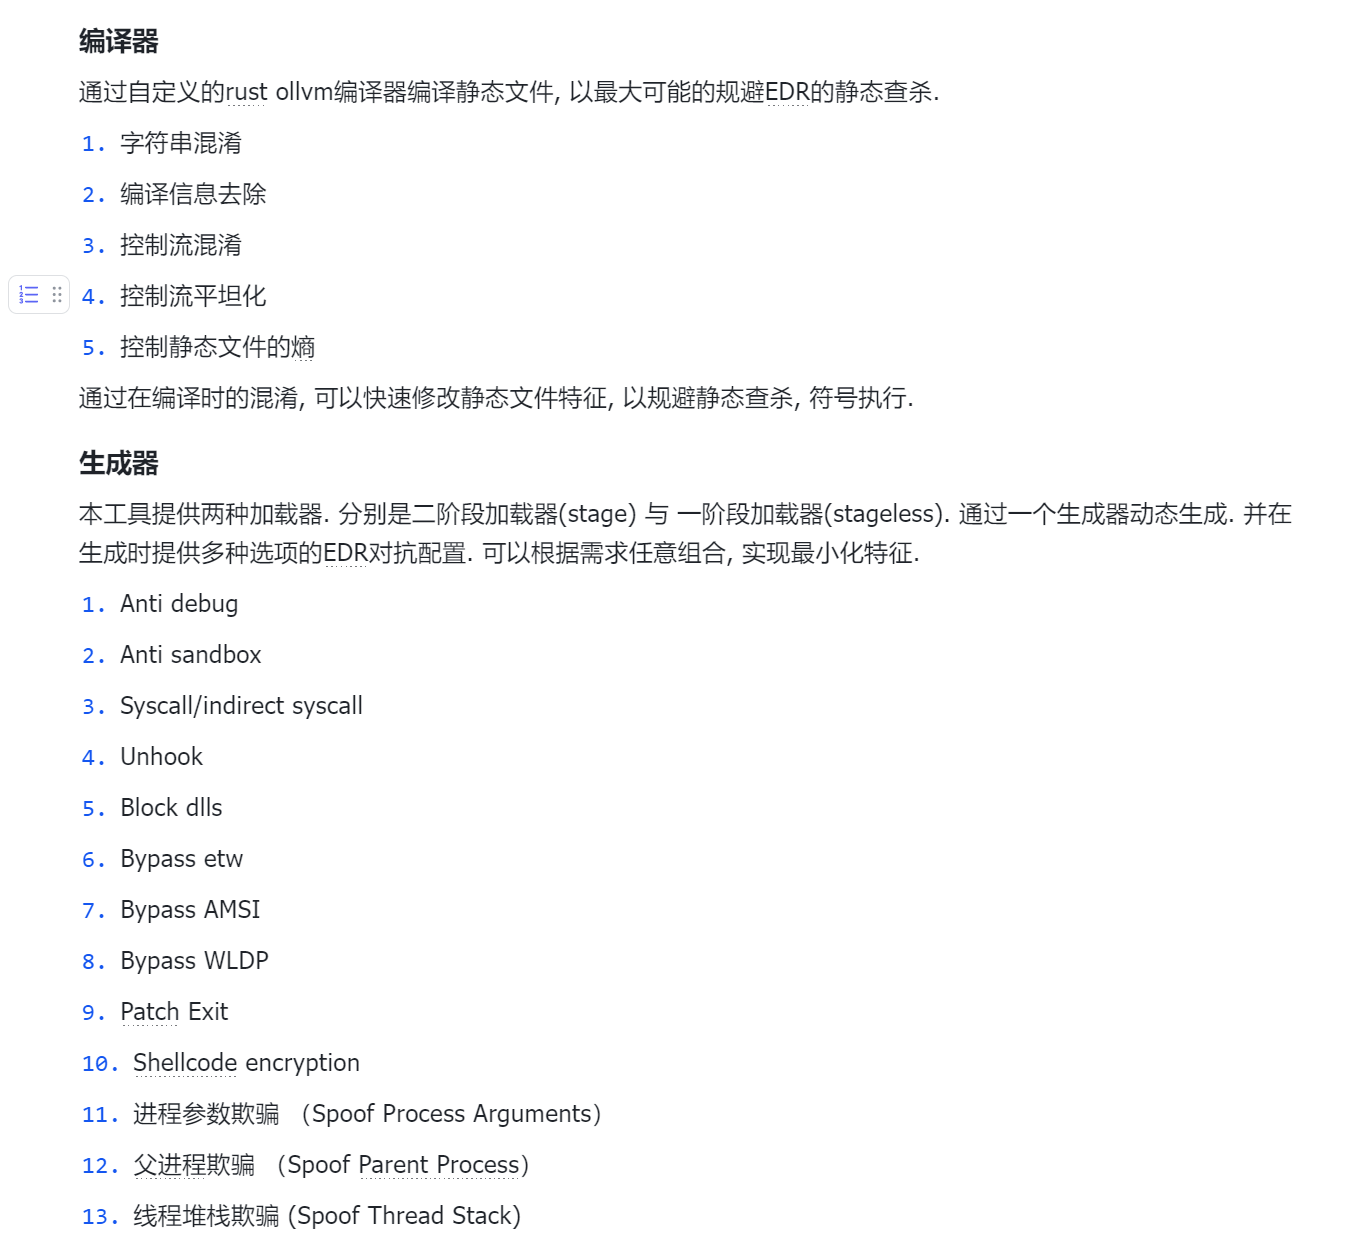 编译器
通过自定义的rust ollvm编译器编译静态文件, 以最大可能的规避EDR的静态查杀.
1. 字符串混淆
2. 编译信息去除
3. 控制流混淆
4. 控制流平坦化
5. 控制静态文件的熵
通过在编译时的混淆, 可以快速修改静态文件特征, 以规避静态查杀, 符号执行.
生成器
本工具提供两种加载器. 分别是二阶段加载器(stage) 与 一阶段加载器(stageless). 通过一个生成器动态生成. 并在
生成时提供多种选项的EDR对抗配置. 可以根据需求任意组合, 实现最小化特征.
1. Anti debug
2. Anti sandbox
3. Syscall/indirect syscall
4. Unhook
5. Block dlls
6. Bypass etw
7. Bypass AMSI
8. Bypass WLDP
9. Patch Exit
10. Shellcode encryption
11. 进程参数欺骗 （Spoof Process Arguments）
12. 父进程欺骗 （Spoof Parent Process）
13. 线程堆栈欺骗 (Spoof Thread Stack)